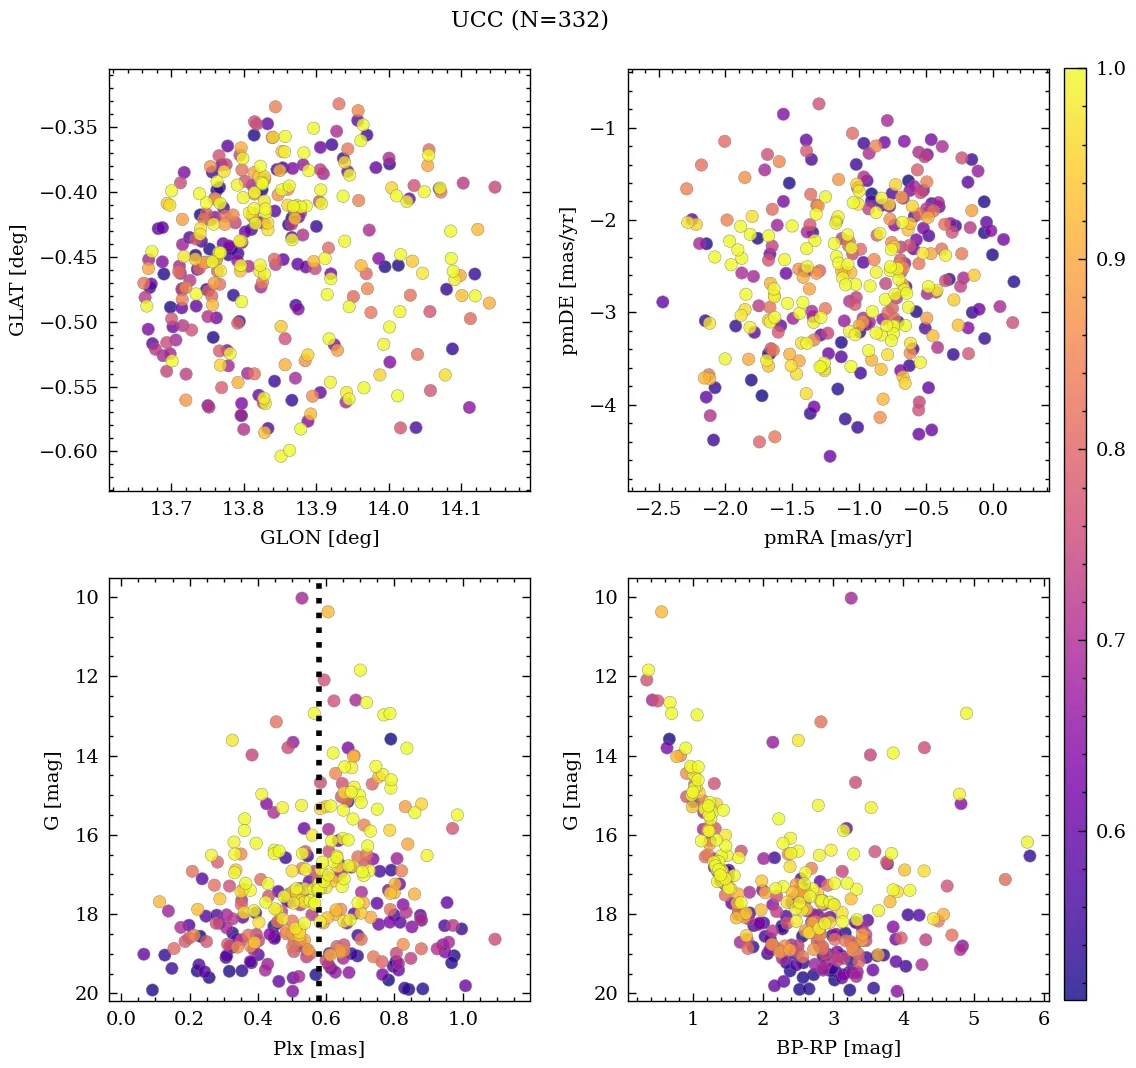 UCC (N=332)
−0.35
−0.40
−0.45
−0.50
−0.55
−0.60
GLAT [deg]
13.7 13.8 13.9 14.0 14.1
GLON [deg]
−1
−2
−3
−4
pmDE [mas/yr]
−2.5 −2.0 −1.5 −1.0 −0.5 0.0
pmRA [mas/yr]
10
12
14
16
18
20
G [mag]
0.0 0.2 0.4 0.6 0.8 1.0
Plx [mas]
10
12
14
16
18
20
G [mag]
1 2 3 4 5 6
BP-RP [mag]
1.0
0.9
0.8
0.7
0.6